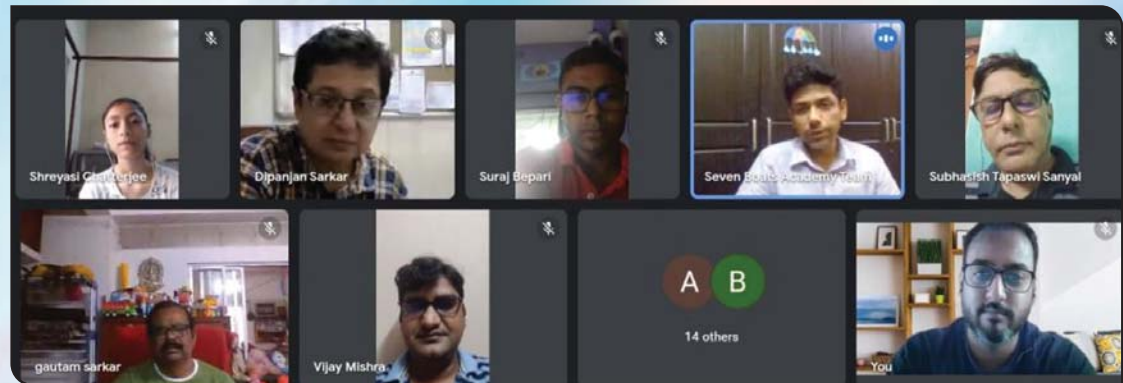 Shreyasi Chatterjee
Dipanjan Sarkar
Suraj Bepari
Seven Boats Academy Team
Subhasish Tapaswi Sanyal
gautam sarkar
Vijay Mishra
A B
14 others
You